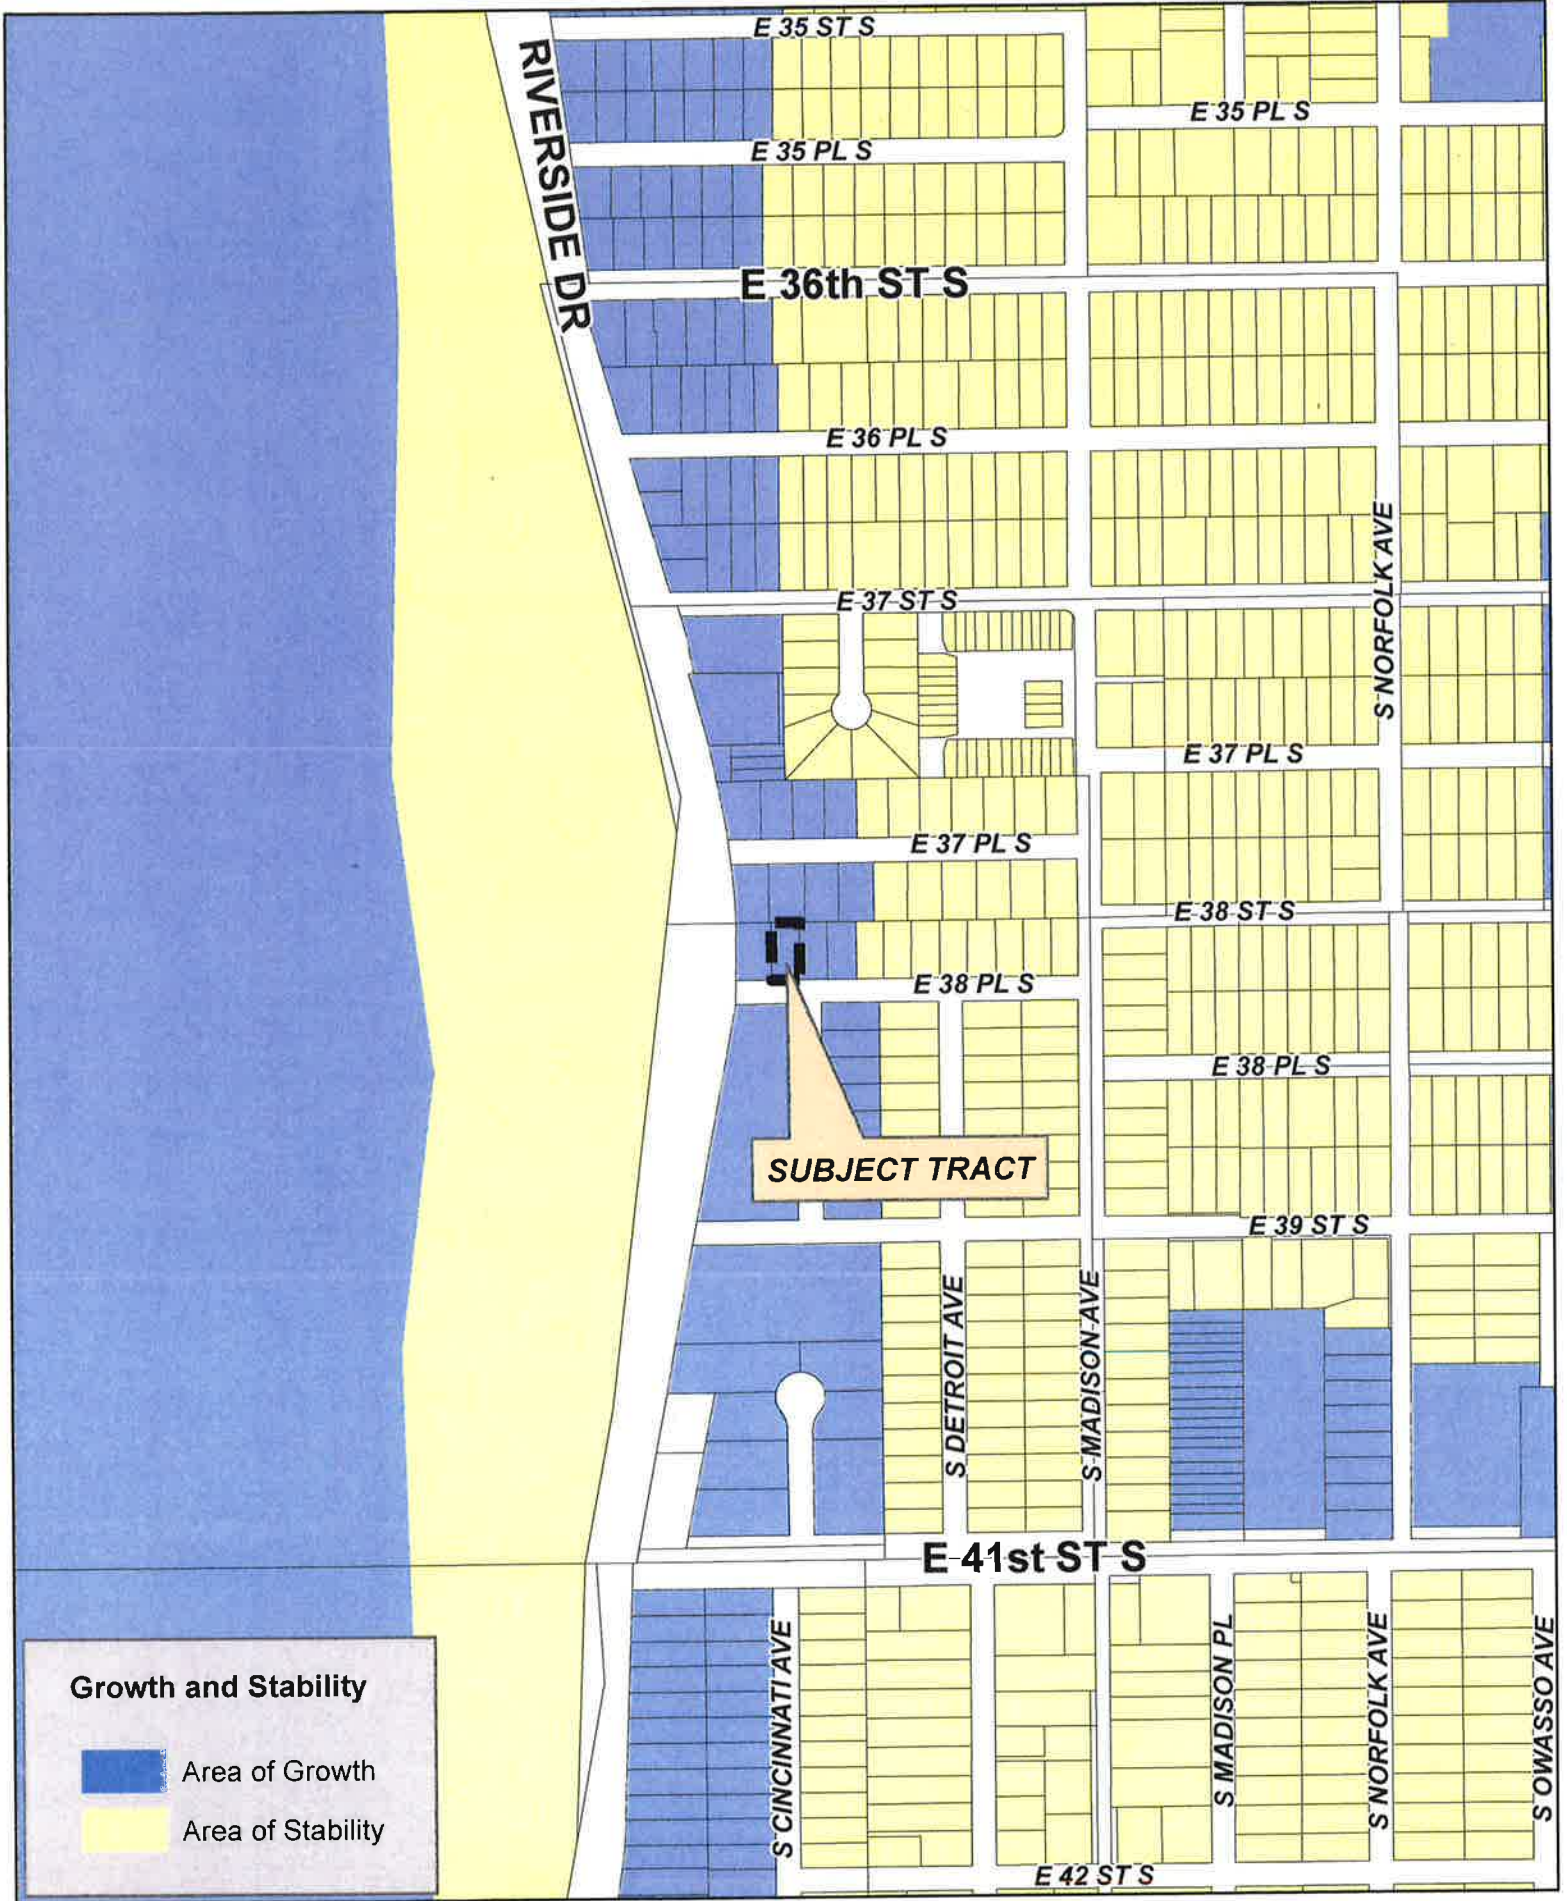 E 35 ST S
RIVERSIDE DR
E 35 PL S
E 35 PL S
E 36th ST S
E 36 PL S
S NORFOLK AVE
E 37 ST S
E 37 PL S
E 37 PL S
E 38 ST S
E 38 PL S
E 38 PL S
SUBJECT TRACT
E 39 ST S
S DETROIT AVE
S MADISON AVE
E 41st ST S
S CINCINNATI AVE
S MADISON PL
S NORFOLK AVE
S OWASSO AVE
E 42 ST S
Growth and Stability
Area of Growth
Area of Stability